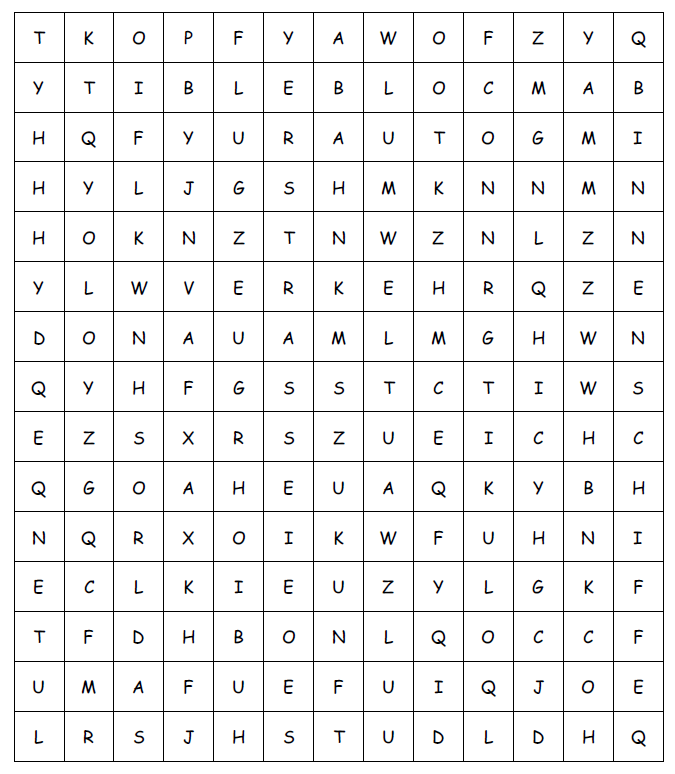 T K O P F Y A W O F Z Y Q
Y T I B L E B L O C M A B
H Q F Y U R A U T O G M I
H Y L J G S H M K N N M N
H O K N Z T N W Z N L Z N
Y L W V E R K E H R Q Z E
D O N A U A M L M G H W N
Q Y H F G S S T C T I W S
E Z S X R S Z U E I C H C
Q G O A H E U A Q K Y B H
N Q R X O I K W F U H N I
E C L K I E U Z Y L G K F
T F D H B O N L Q O C C F
U M A F U E F U I Q J O E
L R S J H S T U D L D H Q